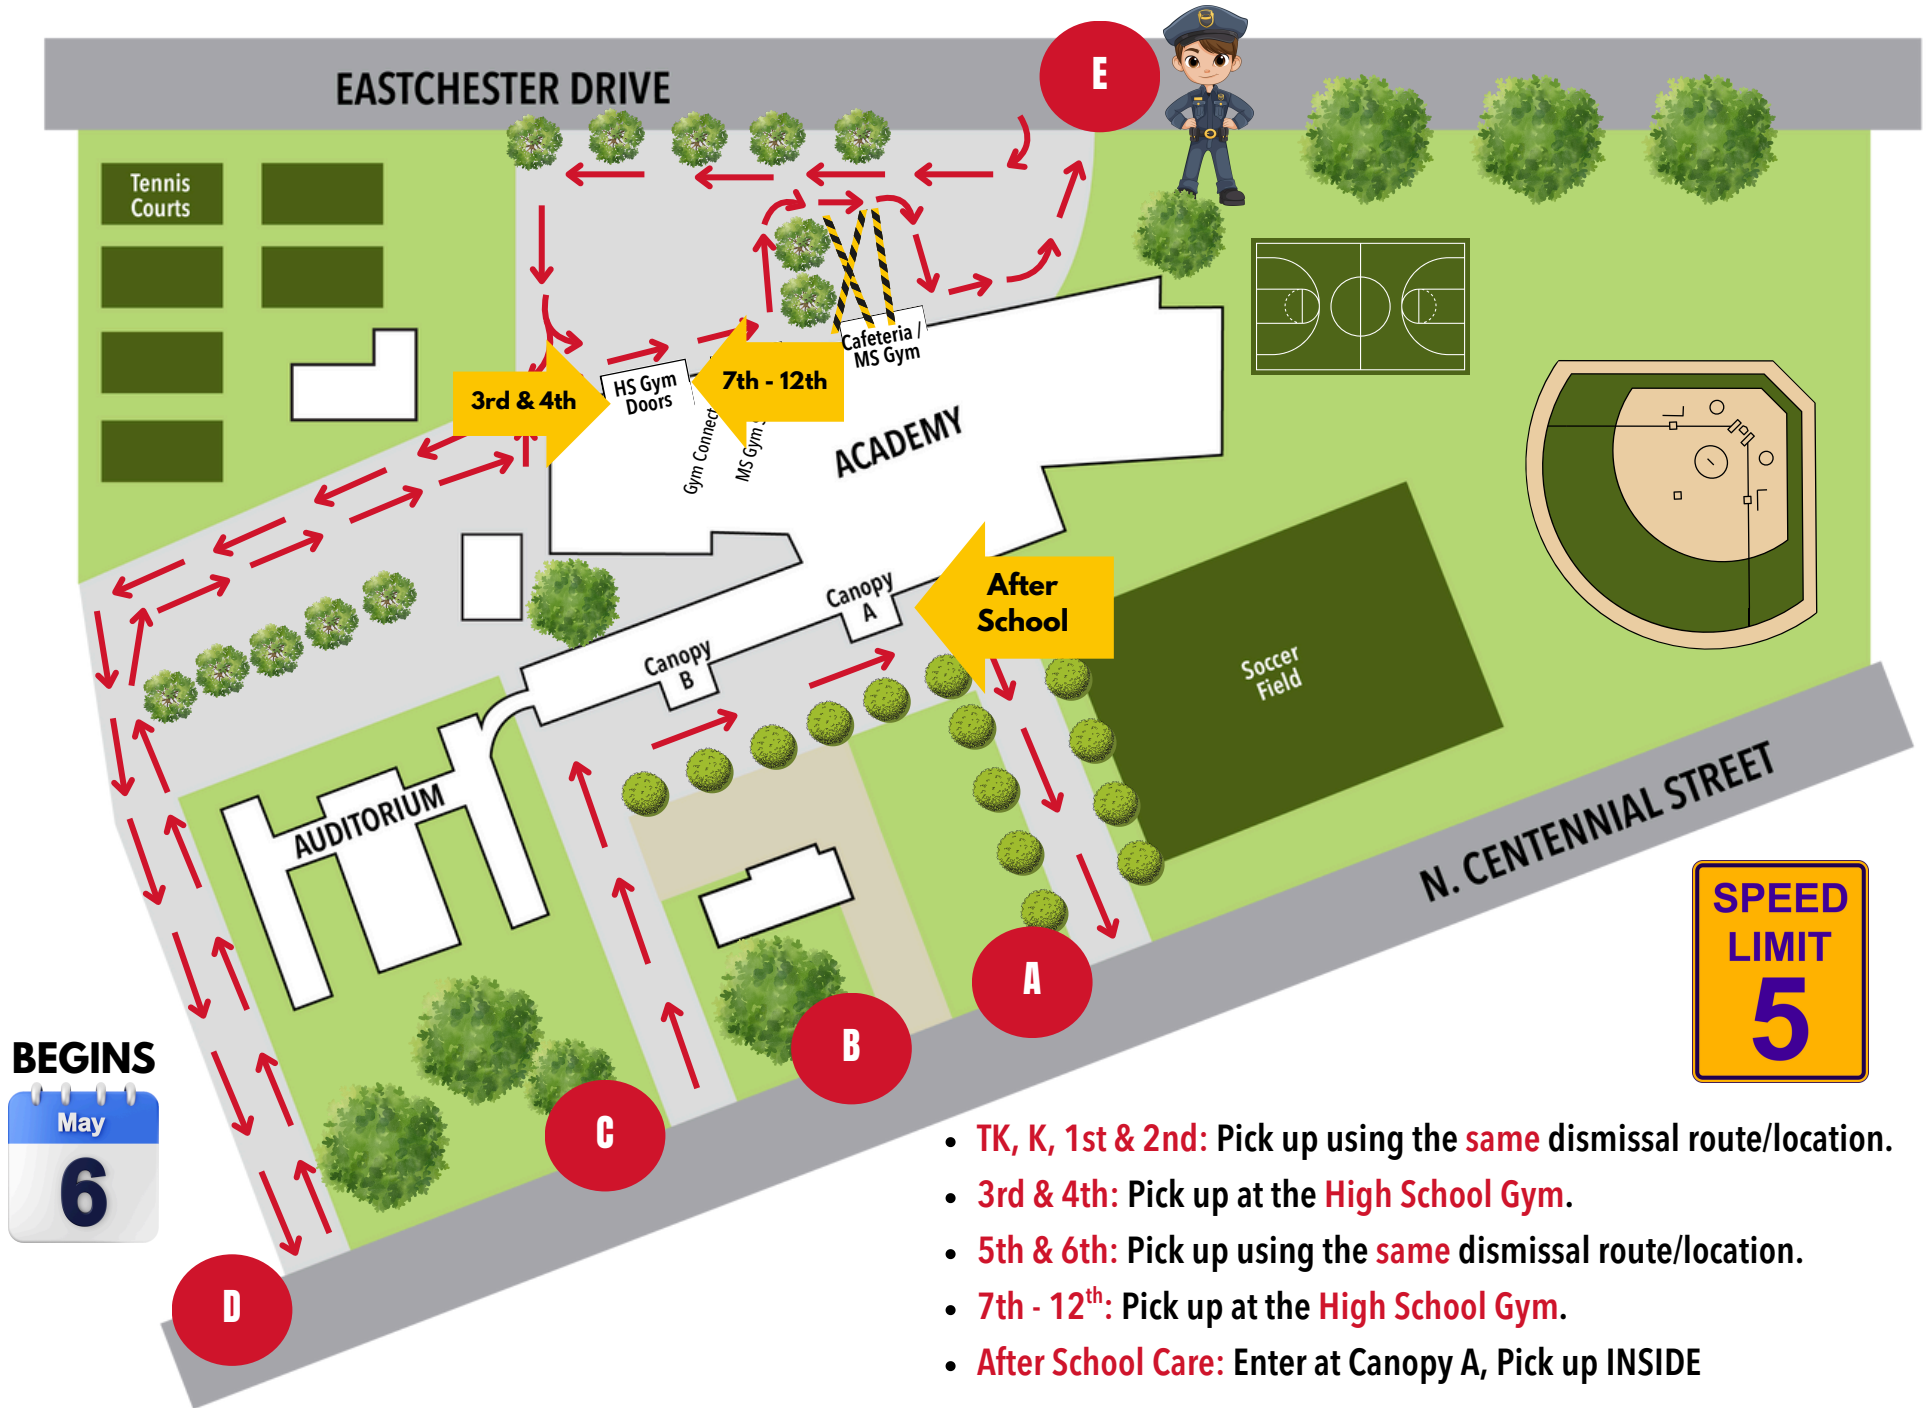 EASTCHESTER DRIVE
E
Tennis
Courts
Cafeteria /
MS Gym
HS Gym
Doors
3rd & 4th
7th - 12th
Gym Connect
MS Gym
ACADEMY
Canopy
A
After
School
Canopy
B
Soccer
Field
AUDITORIUM
N. CENTENNIAL STREET
SPEED
LIMIT
5
A
B
C
D
BEGINS
May
6
• TK, K, 1st & 2nd: Pick up using the same dismissal route/location.
• 3rd & 4th: Pick up at the High School Gym.
• 5th & 6th: Pick up using the same dismissal route/location.
• 7th - 12th: Pick up at the High School Gym.
• After School Care: Enter at Canopy A, Pick up INSIDE